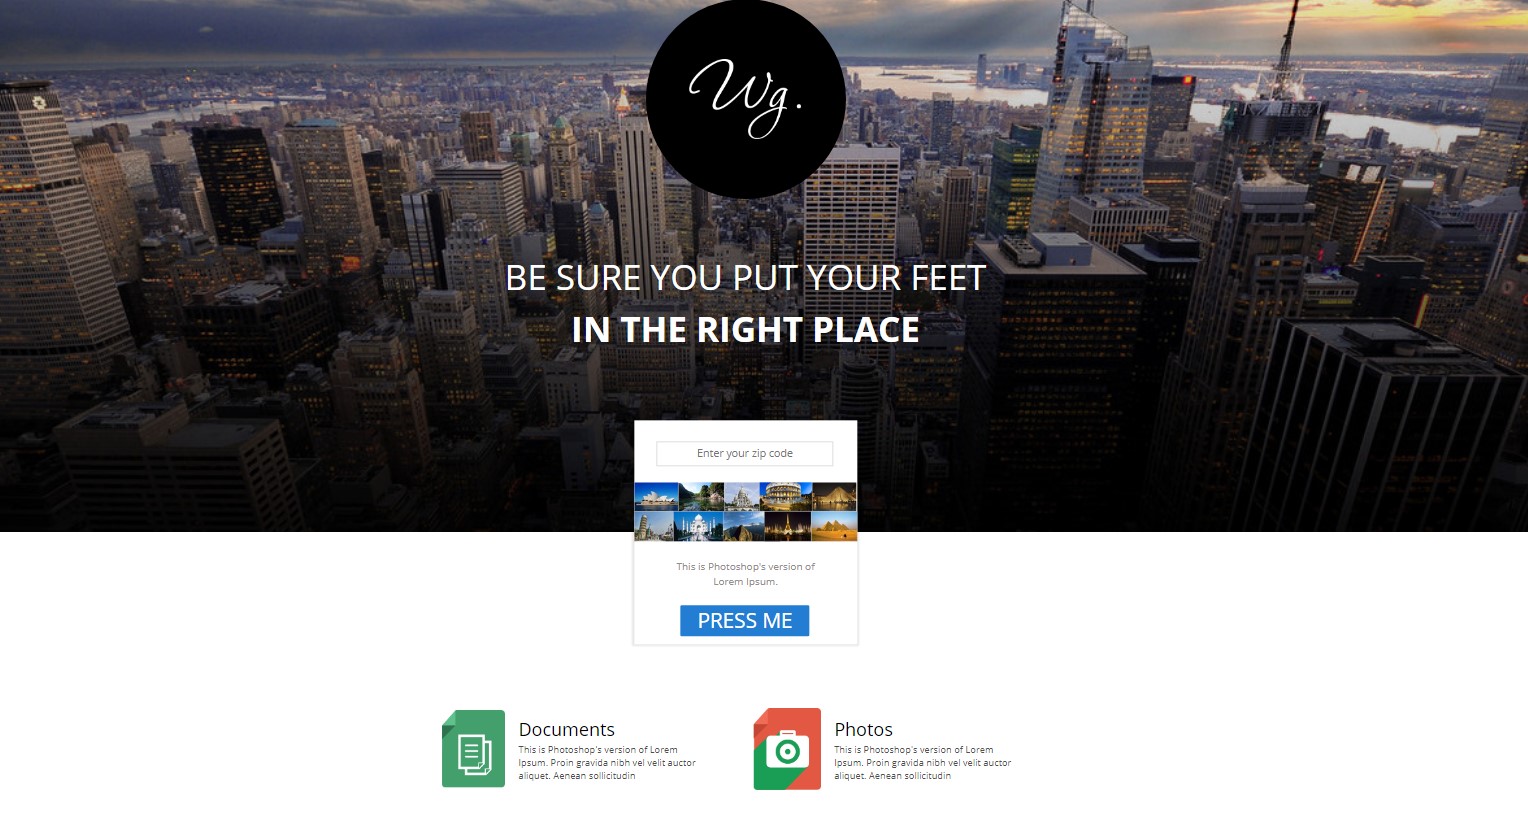 Wg.
BE SURE YOU PUT YOUR FEET
IN THE RIGHT PLACE
Enter your zip code
This is Photoshop's version of
Lorem Ipsum.
PRESS ME
Documents
This is Photoshop's version of Lorem
Ipsum. Proin gravida nibh vel velit auctor
aliquet. Aenean sollicitudin
Photos
This is Photoshop's version of Lorem
Ipsum. Proin gravida nibh vel velit auctor
aliquet. Aenean sollicitudin